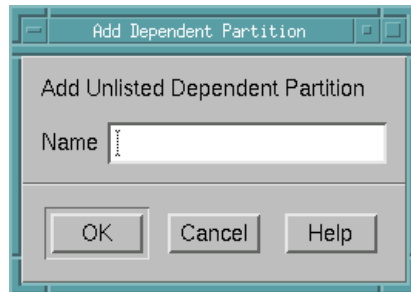 Add Dependent Partition
Add Unlisted Dependent Partition
Name
OK Cancel Help